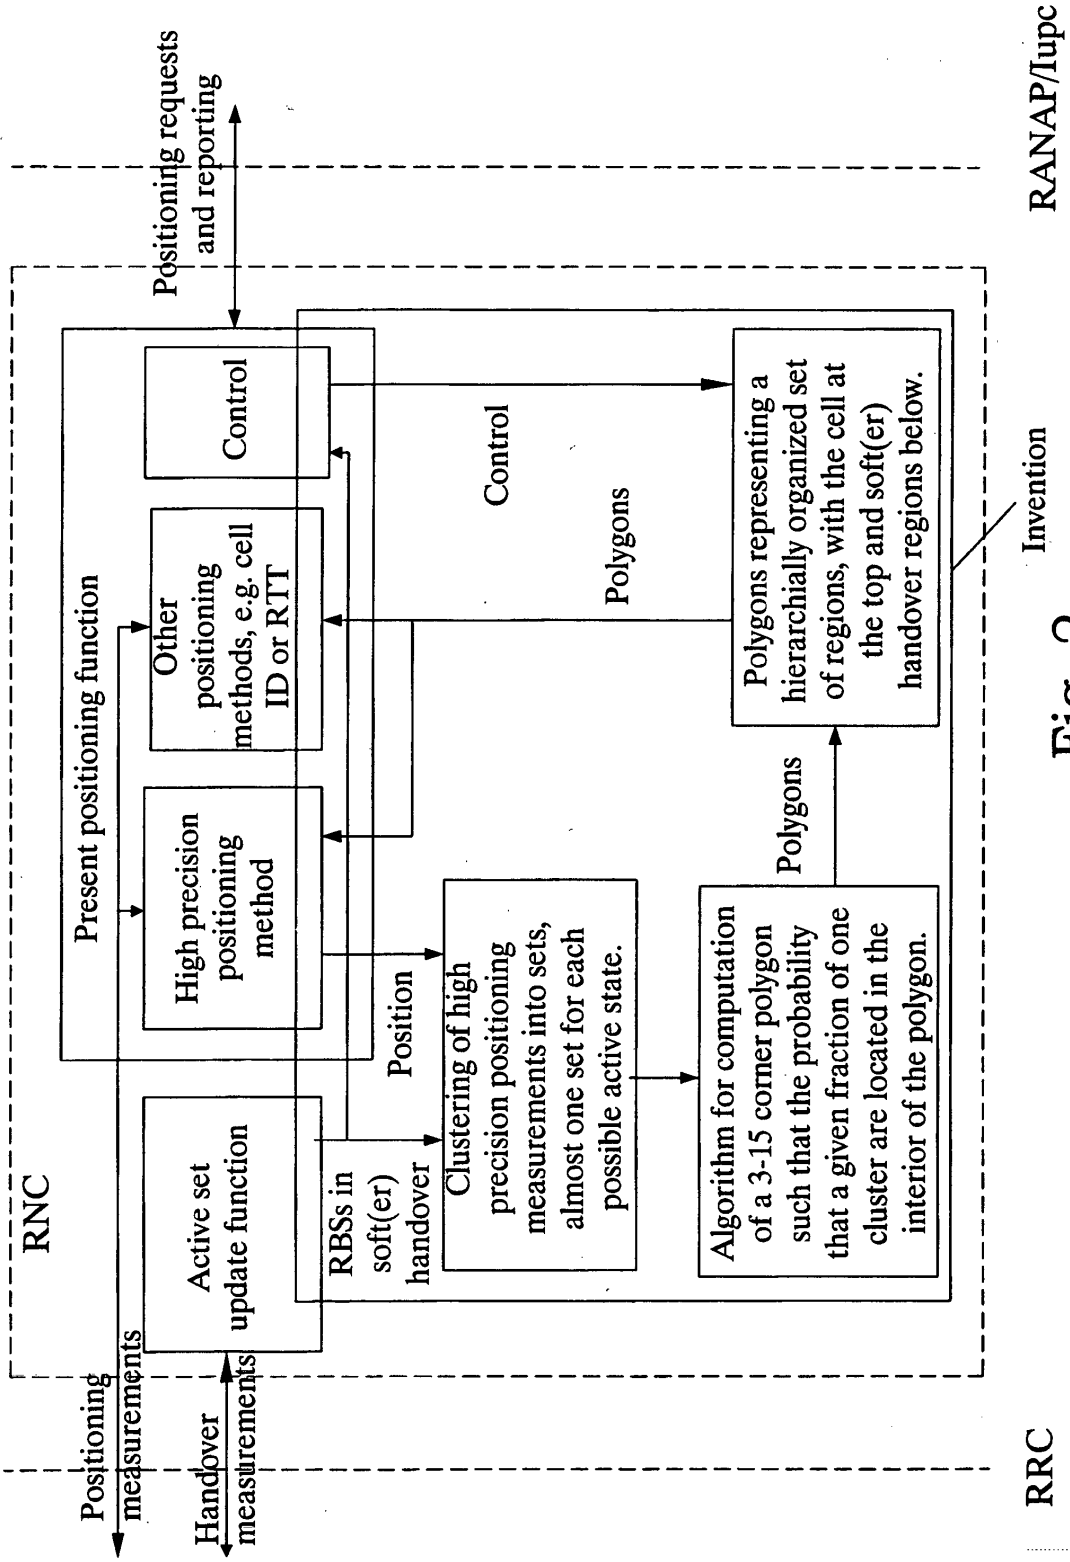 RNC
Present positioning function
Positioning requests
and reporting
Positioning
measurements
Handover
measurements
Active set
update function
High precision
positioning
method
Other
positioning
methods, e.g. cell
ID or RTT
Control
RBSs in
soft(er)
handover
Position
Polygons
Control
Clustering of high
precision positioning
measurements into sets,
almost one set for each
possible active state.
Algorithm for computation
of a 3-15 corner polygon
such that the probability
that a given fraction of one
cluster are located in the
interior of the polygon.
Polygons
Polygons representing a
hierarchially organized set
of regions, with the cell at
the top and soft(er)
handover regions below.
Invention
RRC
RANAP/Iupc